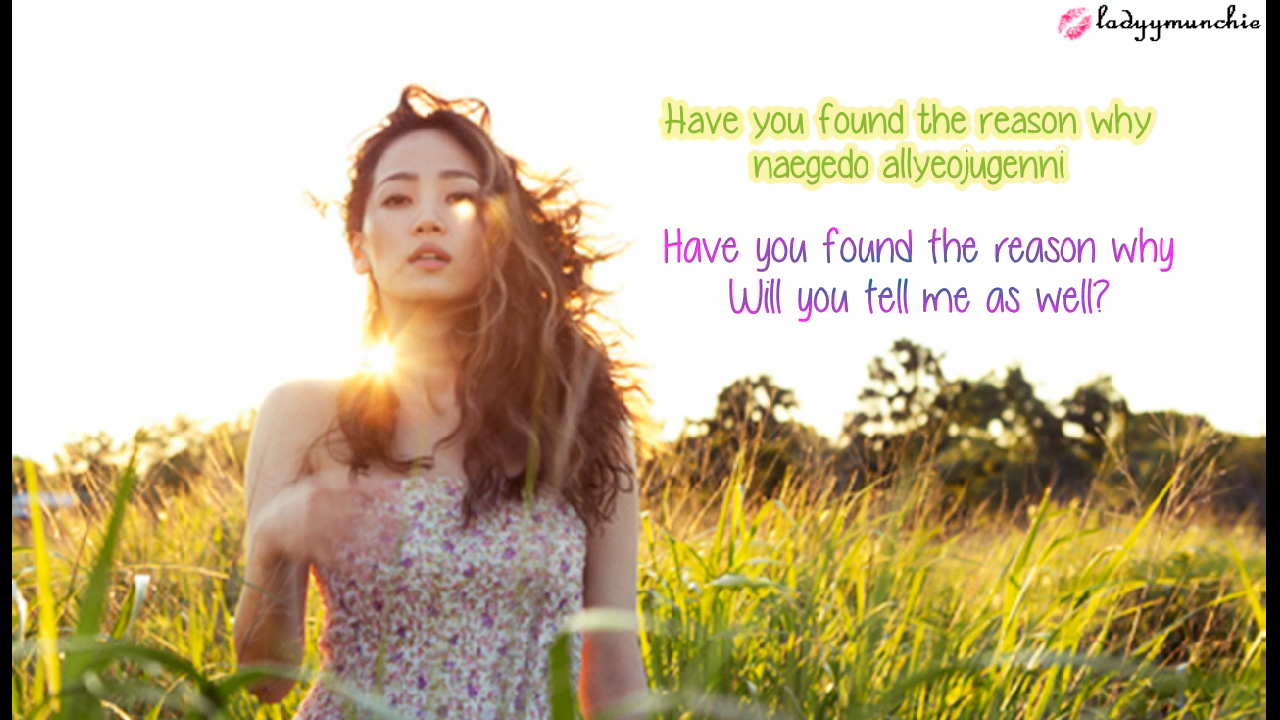 ladyymunchie
Have you found the reason why
naegedo allyeojugenni
Have you found the reason why
Will you tell me as well?